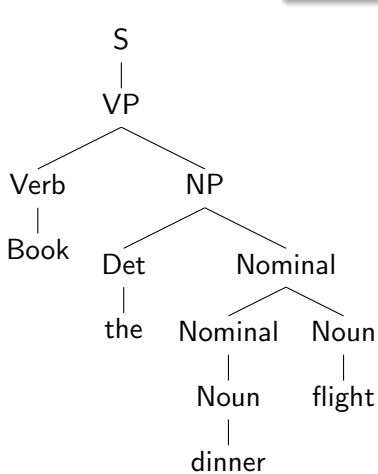 S
VP
Verb NP
Book
Det Nominal
the
Nominal Noun
Noun flight
dinner